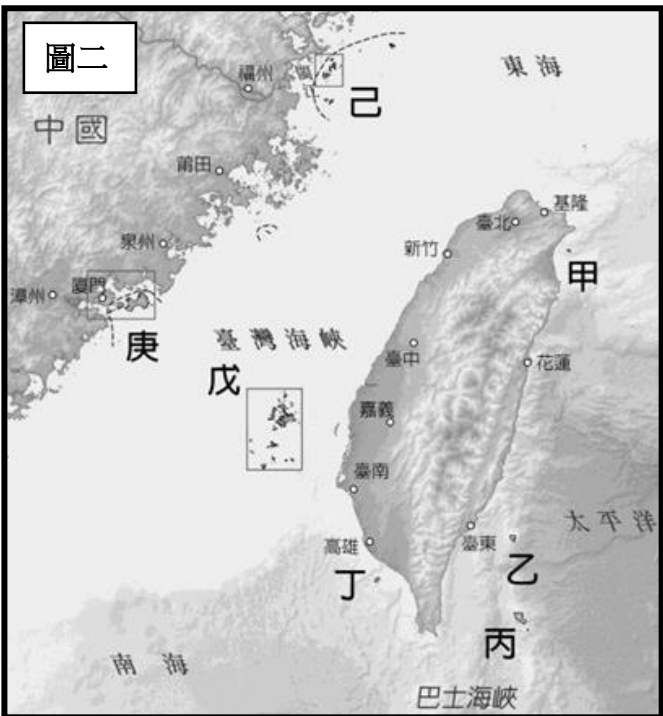 圖二
東海
福州
閩江
己
中國
莆田
基隆
臺北
泉州
新竹
甲
廈門
漳州
庚
臺灣海峽
臺中
花蓮
戊
嘉義
臺南
太平洋
高雄
臺東
丁
乙
丙
南海
巴士海峽